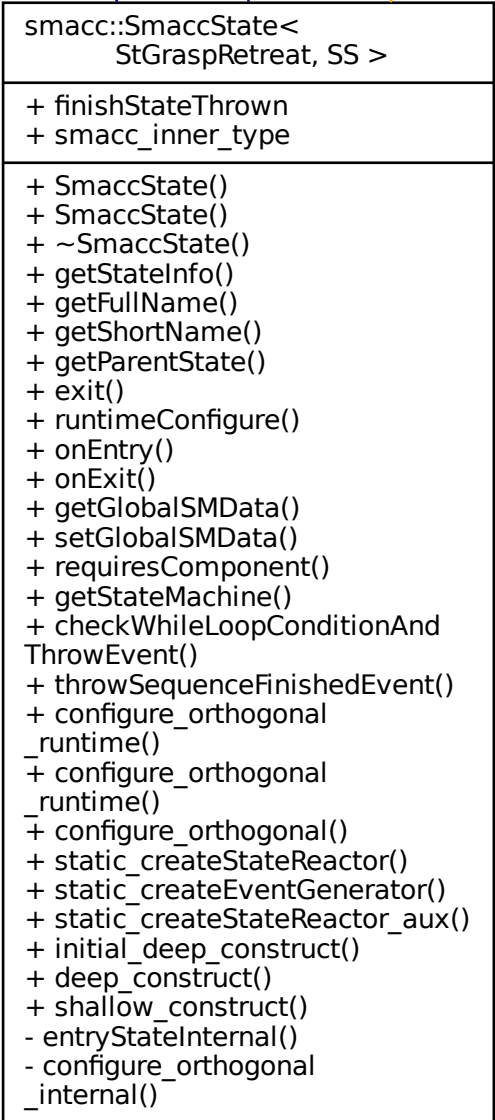 smacc::SmaccState<
StGraspRetreat, SS >
+ finishStateThrown
+ smacc_inner_type
+ SmaccState()
+ SmaccState()
+ ~SmaccState()
+ getStateInfo()
+ getFullName()
+ getShortName()
+ getParentState()
+ exit()
+ runtimeConfigure()
+ onEntry()
+ onExit()
+ getGlobalSMData()
+ setGlobalSMData()
+ requiresComponent()
+ getStateMachine()
+ checkWhileLoopConditionAnd
ThrowEvent()
+ throwSequenceFinishedEvent()
+ configure_orthogonal
_runtime()
+ configure_orthogonal
_runtime()
+ configure_orthogonal()
+ static_createStateReactor()
+ static_createEventGenerator()
+ static_createStateReactor_aux()
+ initial_deep_construct()
+ deep_construct()
+ shallow_construct()
- entryStateInternal()
- configure_orthogonal
_internal()